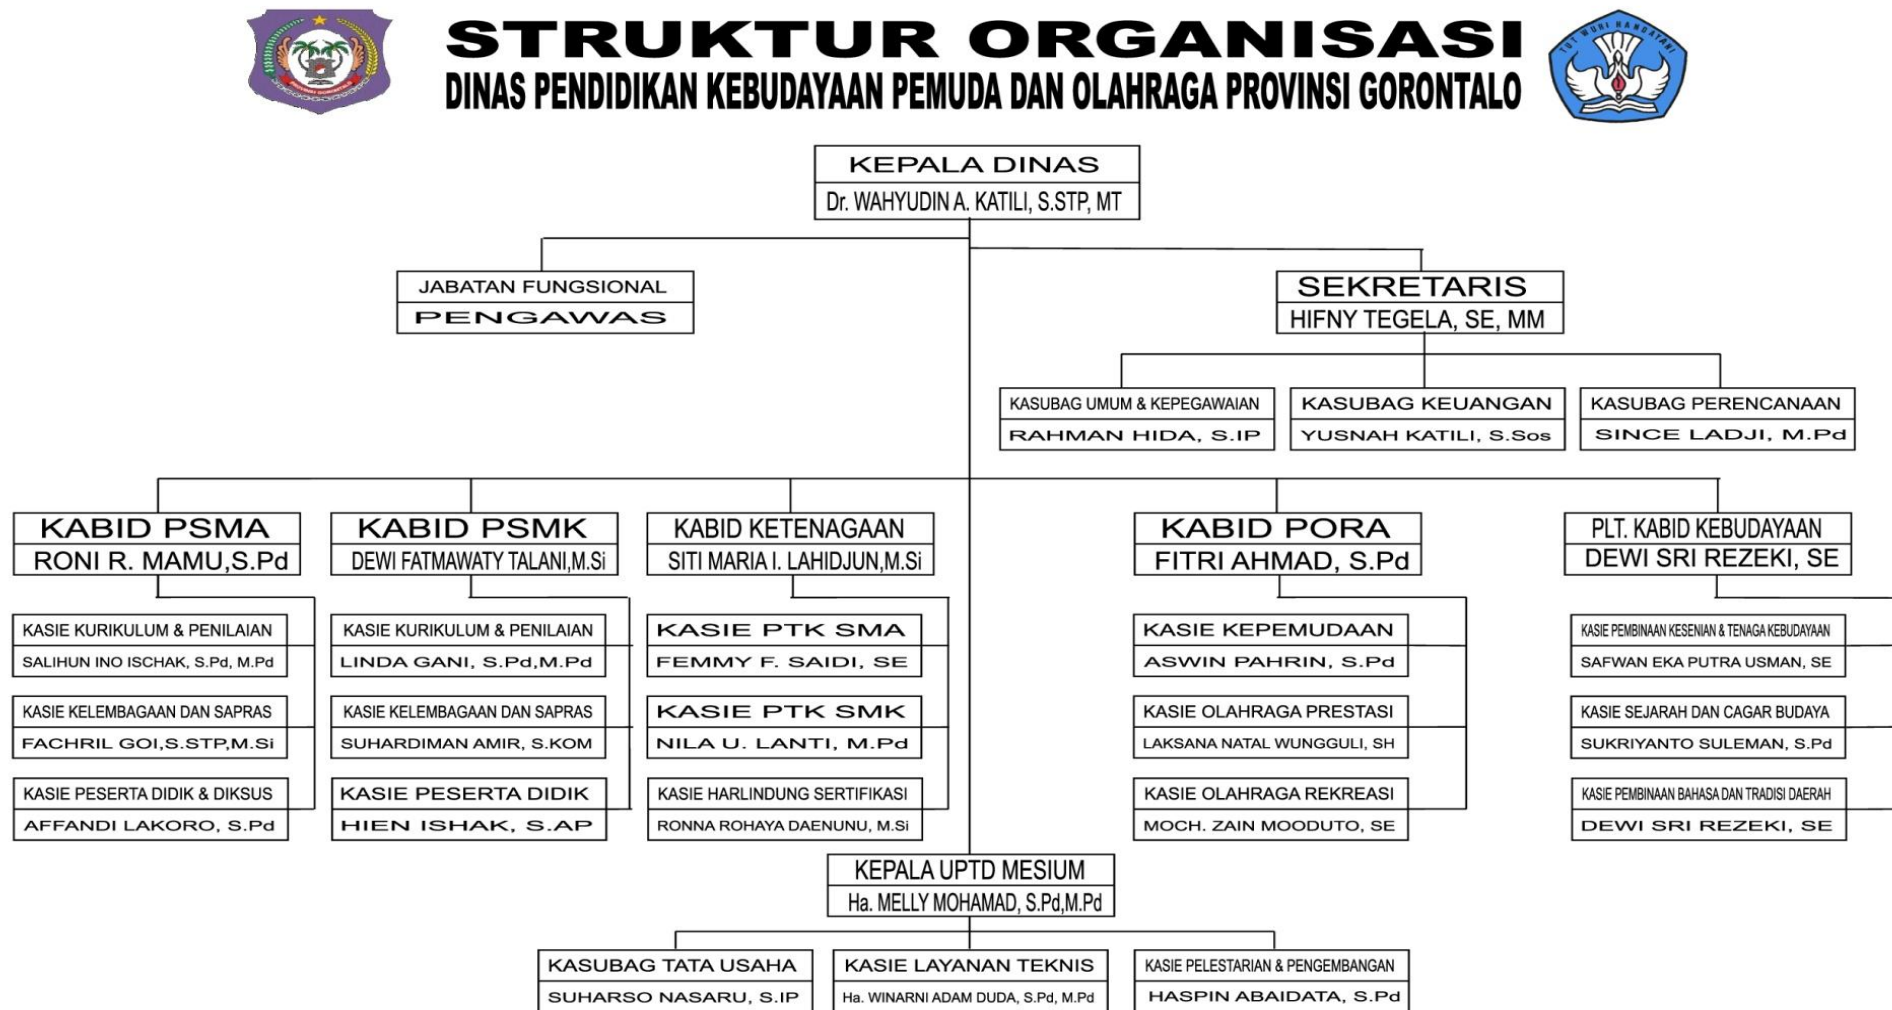 STRUKTUR ORGANISASI
DINAS PENDIDIKAN KEBUDAYAAN PEMUDA DAN OLAHRAGA PROVINSI GORONTALO
TUT WURI HANDAYANI
PROVINSI GORONTALO
KEPALA DINAS
Dr. WAHYUDIN A. KATILI, S.STP, MT
JABATAN FUNGSIONAL
PENGAWAS
SEKRETARIS
HIFNY TEGELA, SE, MM
KASUBAG UMUM & KEPEGAWAIAN
RAHMAN HIDA, S.IP
KASUBAG KEUANGAN
YUSNAH KATILI, S.Sos
KASUBAG PERENCANAAN
SINCE LADJI, M.Pd
KABID PSMA
RONI R. MAMU,S.Pd
KASIE KURIKULUM & PENILAIAN
SALIHUN INO ISCHAK, S.Pd, M.Pd
KASIE KELEMBAGAAN DAN SAPRAS
FACHRIL GOI,S.STP,M.Si
KASIE PESERTA DIDIK & DIKSUS
AFFANDI LAKORO, S.Pd
KABID PSMK
DEWI FATMAWATY TALANI,M.Si
KASIE KURIKULUM & PENILAIAN
LINDA GANI, S.Pd,M.Pd
KASIE KELEMBAGAAN DAN SAPRAS
SUHARDIMAN AMIR, S.KOM
KASIE PESERTA DIDIK
HIEN ISHAK, S.AP
KABID KETENAGAAN
SITI MARIA I. LAHIDJUN,M.Si
KASIE PTK SMA
FEMMY F. SAIDI, SE
KASIE PTK SMK
NILA U. LANTI, M.Pd
KASIE HARLINDUNG SERTIFIKASI
RONNA ROHAYA DAENUNU, M.Si
KABID PORA
FITRI AHMAD, S.Pd
KASIE KEPEMUDAAN
ASWIN PAHRIN, S.Pd
KASIE OLAHRAGA PRESTASI
LAKSANA NATAL WUNGGULI, SH
KASIE OLAHRAGA REKREASI
MOCH. ZAIN MOODUTO, SE
PLT. KABID KEBUDAYAAN
DEWI SRI REZEKI, SE
KASIE PEMBINAAN KESENIAN & TENAGA KEBUDAYAAN
SAFWAN EKA PUTRA USMAN, SE
KASIE SEJARAH DAN CAGAR BUDAYA
SUKRIYANTO SULEMAN, S.Pd
KASIE PEMBINAAN BAHASA DAN TRADISI DAERAH
DEWI SRI REZEKI, SE
KEPALA UPTD MESIUM
Ha. MELLY MOHAMAD, S.Pd,M.Pd
KASUBAG TATA USAHA
SUHARSO NASARU, S.IP
KASIE LAYANAN TEKNIS
Ha. WINARNI ADAM DUDA, S.Pd, M.Pd
KASIE PELESTARIAN & PENGEMBANGAN
HASPIN ABAIDATA, S.Pd